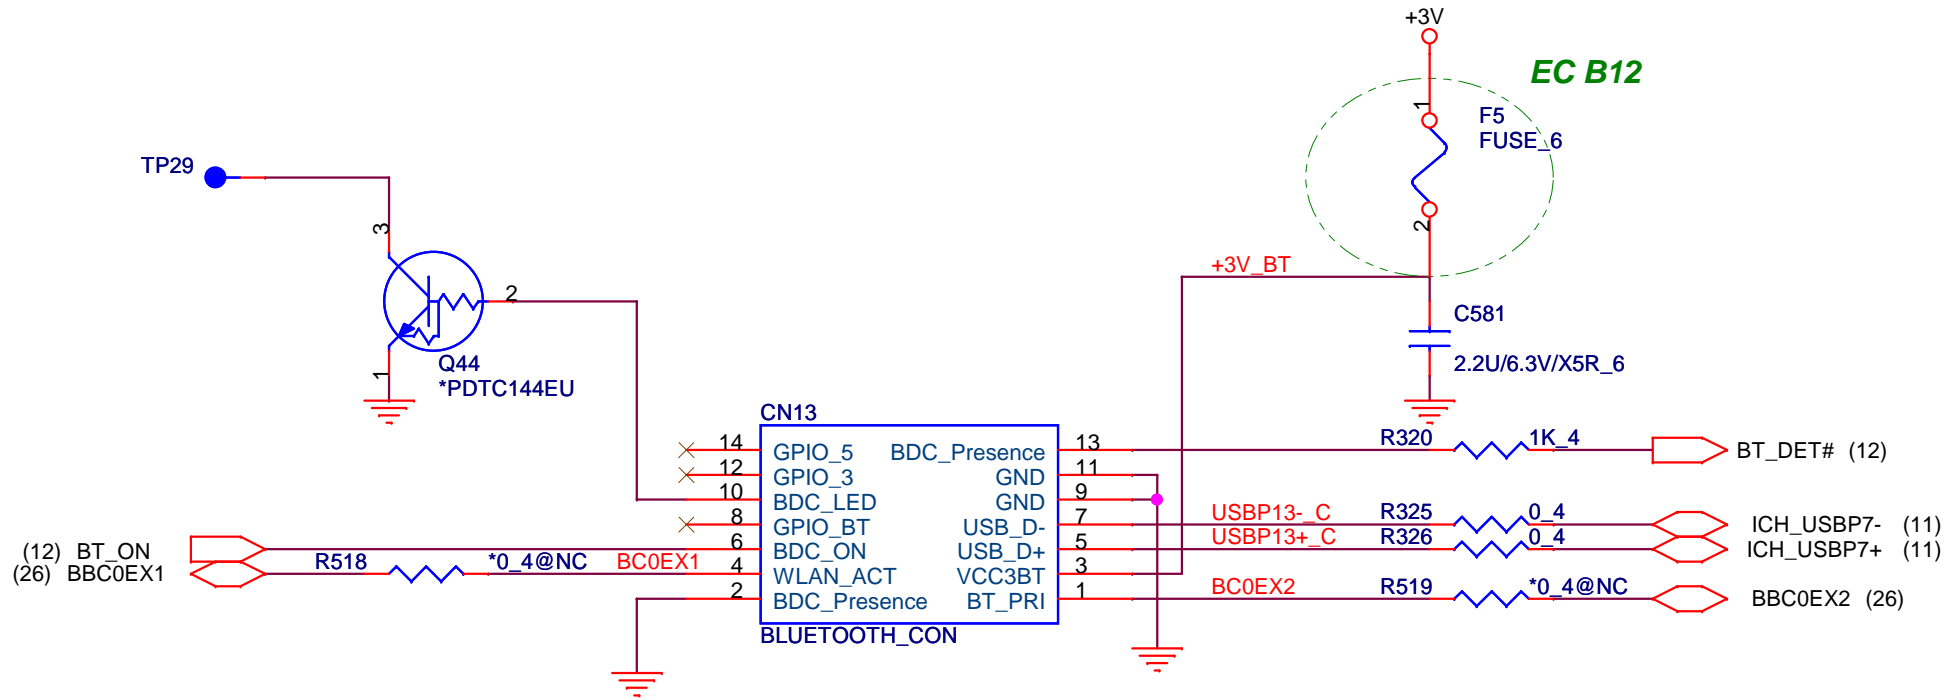 +3V
EC B12
1
F5
FUSE_6
2
TP29
3
2
1
Q44
*PDTC144EU
+3V_BT
C581
2.2U/6.3V/X5R_6
CN13
14 GPIO_5 BDC_Presence 13 R320 1K_4 BT_DET# (12)
12 GPIO_3 GND 11
10 BDC_LED GND 9
8 GPIO_BT USB_D- 7 USBP13-_C R325 0_4 ICH_USBP7- (11)
(12) BT_ON 6 BDC_ON USB_D+ 5 USBP13+_C R326 0_4 ICH_USBP7+ (11)
(26) BBC0EX1 R518 *0_4@NC BC0EX1 4 WLAN_ACT VCC3BT 3
2 BDC_Presence BT_PRI 1 BC0EX2 R519 *0_4@NC BBC0EX2 (26)
BLUETOOTH_CON